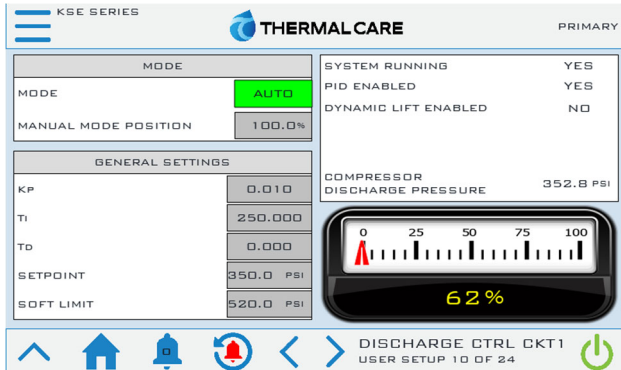 KSE SERIES
THERMALCARE
PRIMARY
MODE
MODE AUTO
MANUAL MODE POSITION 100.0%
GENERAL SETTINGS
KP 0.010
TI 250.000
TD 0.000
SETPOINT 350.0 PSI
SOFT LIMIT 520.0 PSI
SYSTEM RUNNING YES
PID ENABLED YES
DYNAMIC LIFT ENABLED NO
COMPRESSOR
DISCHARGE PRESSURE 352.8 PSI
0 25 50 75 100
62%
0
DISCHARGE CTRL CKT1
USER SETUP 10 OF 24